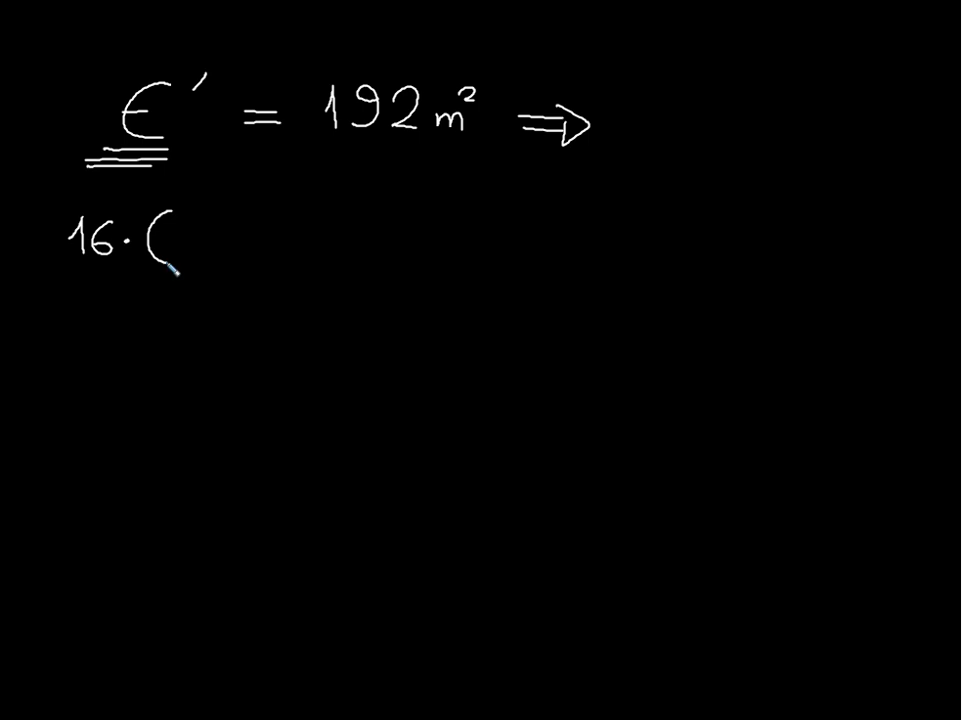 Є' = 192 m² ⇒
16 · (